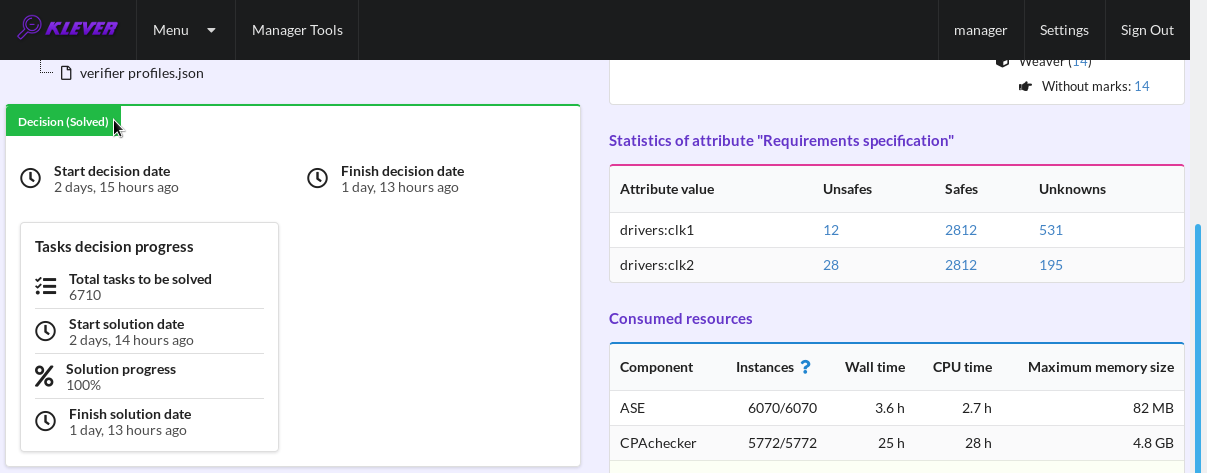 KLEVER Menu Manager Tools manager Settings Sign Out
verifier profiles.json
Decision (Solved)
Start decision date
2 days, 15 hours ago
Finish decision date
1 day, 13 hours ago
Tasks decision progress
Total tasks to be solved
6710
Start solution date
2 days, 14 hours ago
Solution progress
100%
Finish solution date
1 day, 13 hours ago
Weaver (14)
Without marks: 14
Statistics of attribute "Requirements specification"
Attribute value Unsafes Safes Unknowns
drivers:clk1 12 2812 531
drivers:clk2 28 2812 195
Consumed resources
Component Instances ? Wall time CPU time Maximum memory size
ASE 6070/6070 3.6 h 2.7 h 82 MB
CPAchecker 5772/5772 25 h 28 h 4.8 GB